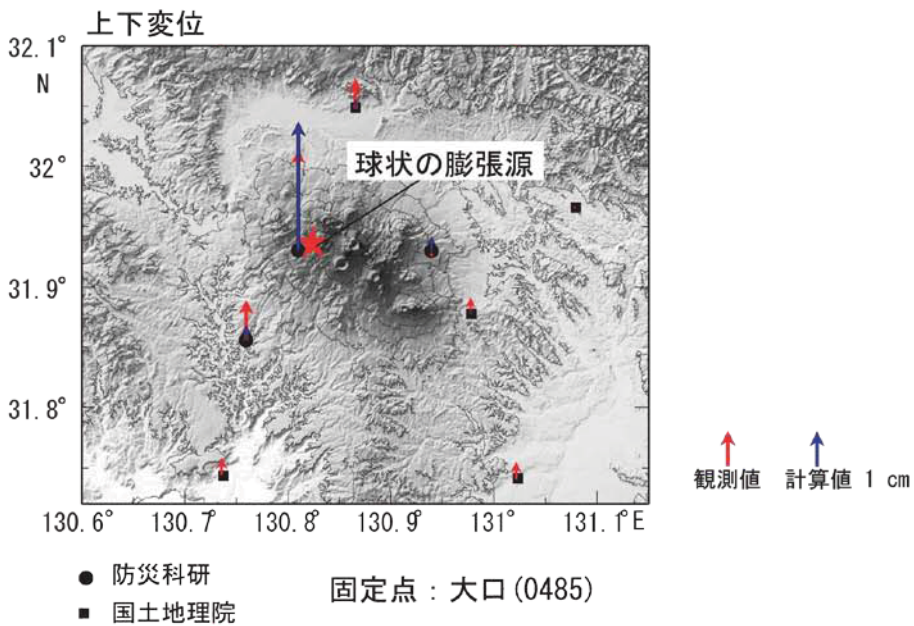 上下変位
32.1°
N
32°
31.9°
31.8°
球状の膨張源
130.6° 130.7° 130.8° 130.9° 131° 131.1°E
観測値 計算値 1 cm
防災科研
国土地理院
固定点：大口(0485)